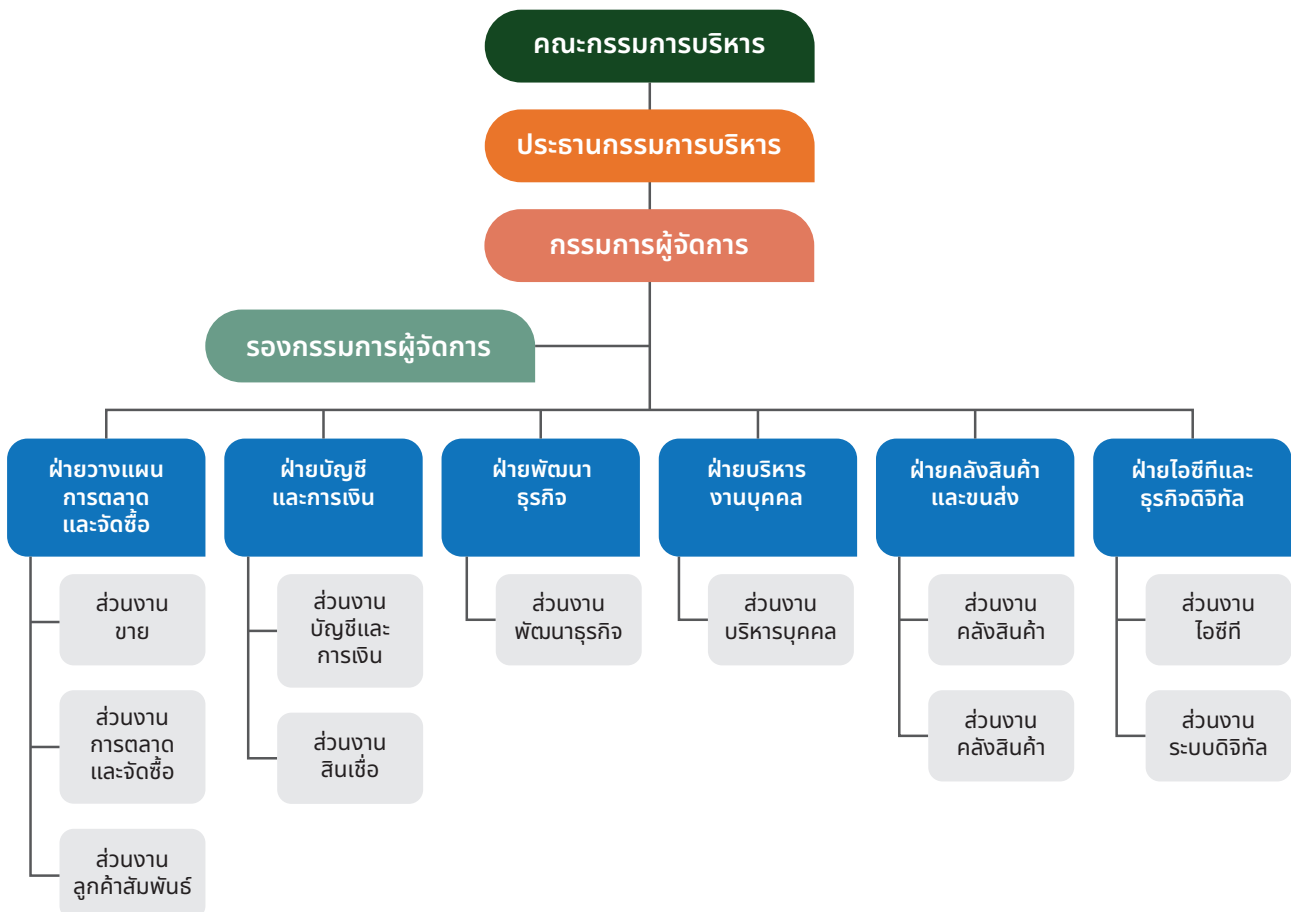 คณะกรรมการบริหาร
ประธานกรรมการบริหาร
กรรมการผู้จัดการ
รองกรรมการผู้จัดการ
ฝ่ายวางแผน
การตลาด
และจัดซื้อ
ฝ่ายบัญชี
และการเงิน
ฝ่ายพัฒนา
ธุรกิจ
ฝ่ายบริหาร
งานบุคคล
ฝ่ายคลังสินค้า
และขนส่ง
ฝ่ายไอซีทีและ
ธุรกิจดิจิทัล
ส่วนงาน
ขาย
ส่วนงาน
บัญชีและ
การเงิน
ส่วนงาน
พัฒนาธุรกิจ
ส่วนงาน
บริหารบุคคล
ส่วนงาน
คลังสินค้า
ส่วนงาน
ไอซีที
ส่วนงาน
การตลาด
และจัดซื้อ
ส่วนงาน
สินเชื่อ
ส่วนงาน
คลังสินค้า
ส่วนงาน
ระบบดิจิทัล
ส่วนงาน
ลูกค้าสัมพันธ์